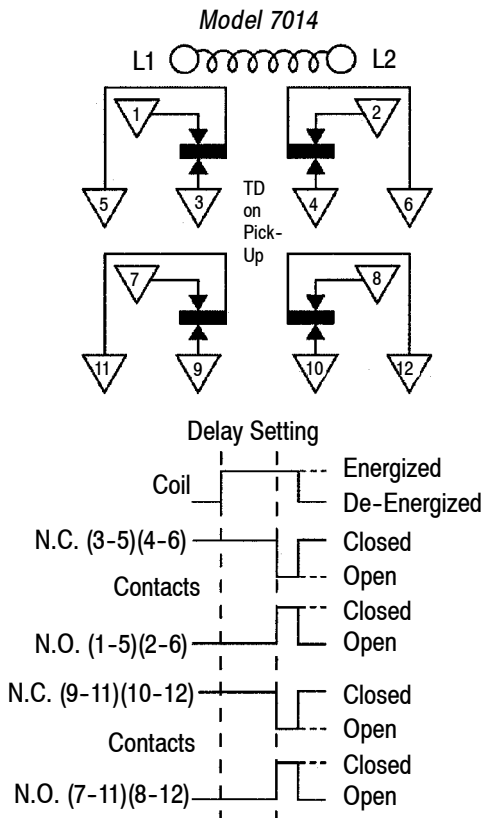 Model 7014
L1 L2
1 2
5 3 TD on Pick-Up 4 6
7 8
11 9 10 12
Delay Setting
Coil
Energized
De-Energized
N.C. (3-5)(4-6)
Closed
Open
Contacts
N.O. (1-5)(2-6)
Closed
Open
N.C. (9-11)(10-12)
Closed
Open
Contacts
N.O. (7-11)(8-12)
Closed
Open